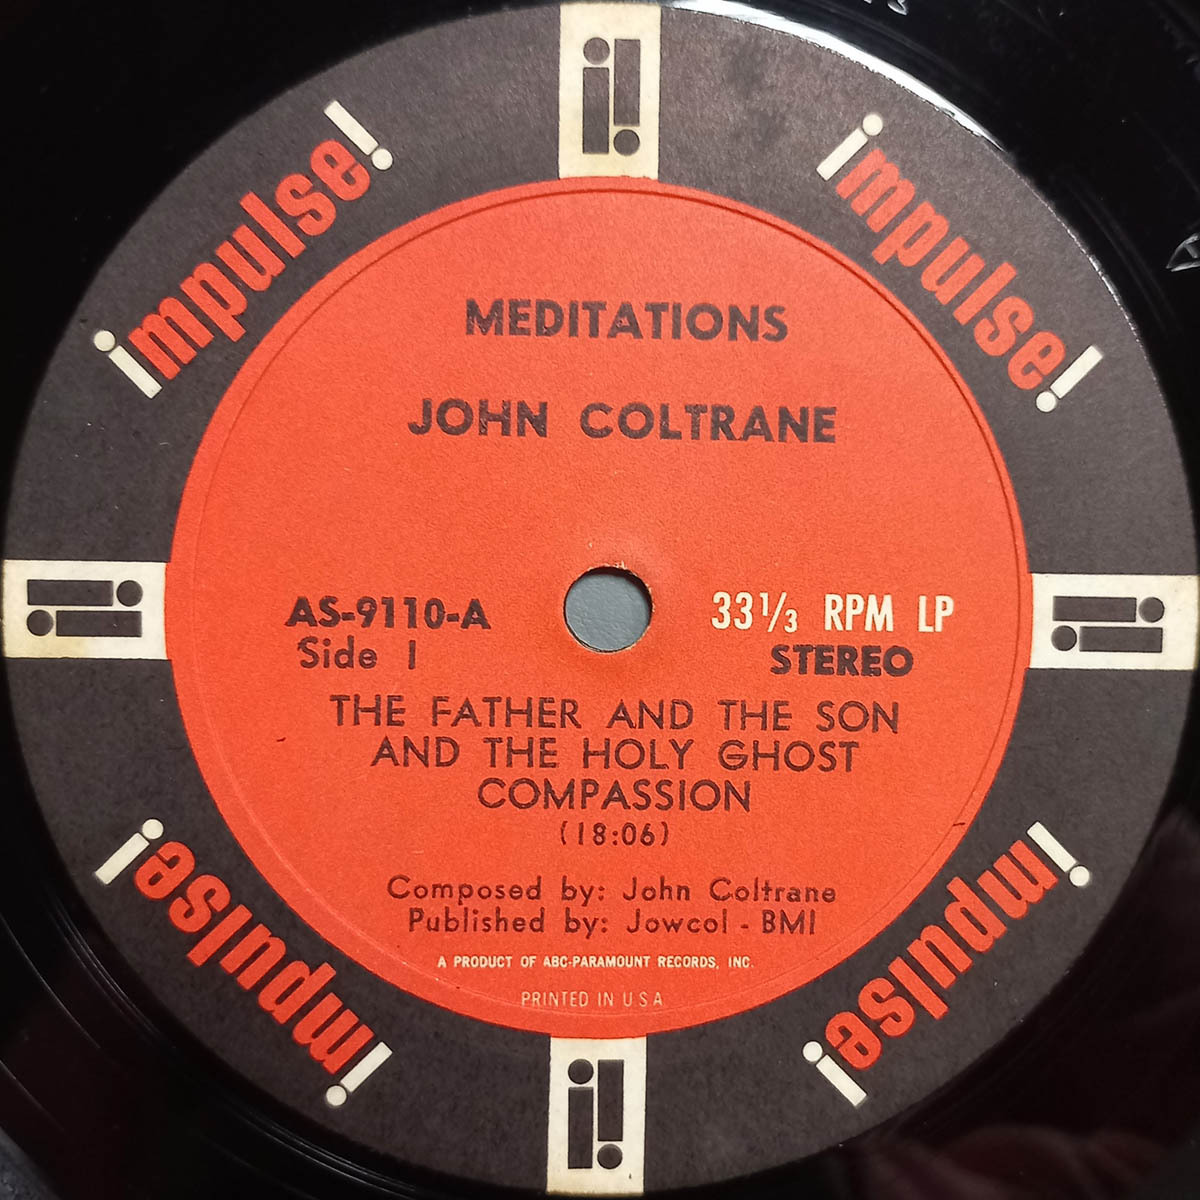 impulse!
impulse!
MEDITATIONS
JOHN COLTRANE
AS-9110-A
33 1/3 RPM LP
Side 1
STEREO
THE FATHER AND THE SON
AND THE HOLY GHOST
COMPASSION
(18:06)
Composed by: John Coltrane
Published by: Jowcol - BMI
A PRODUCT OF ABC-PARAMOUNT RECORDS, INC.
PRINTED IN U.S.A
impulse!
impulse!